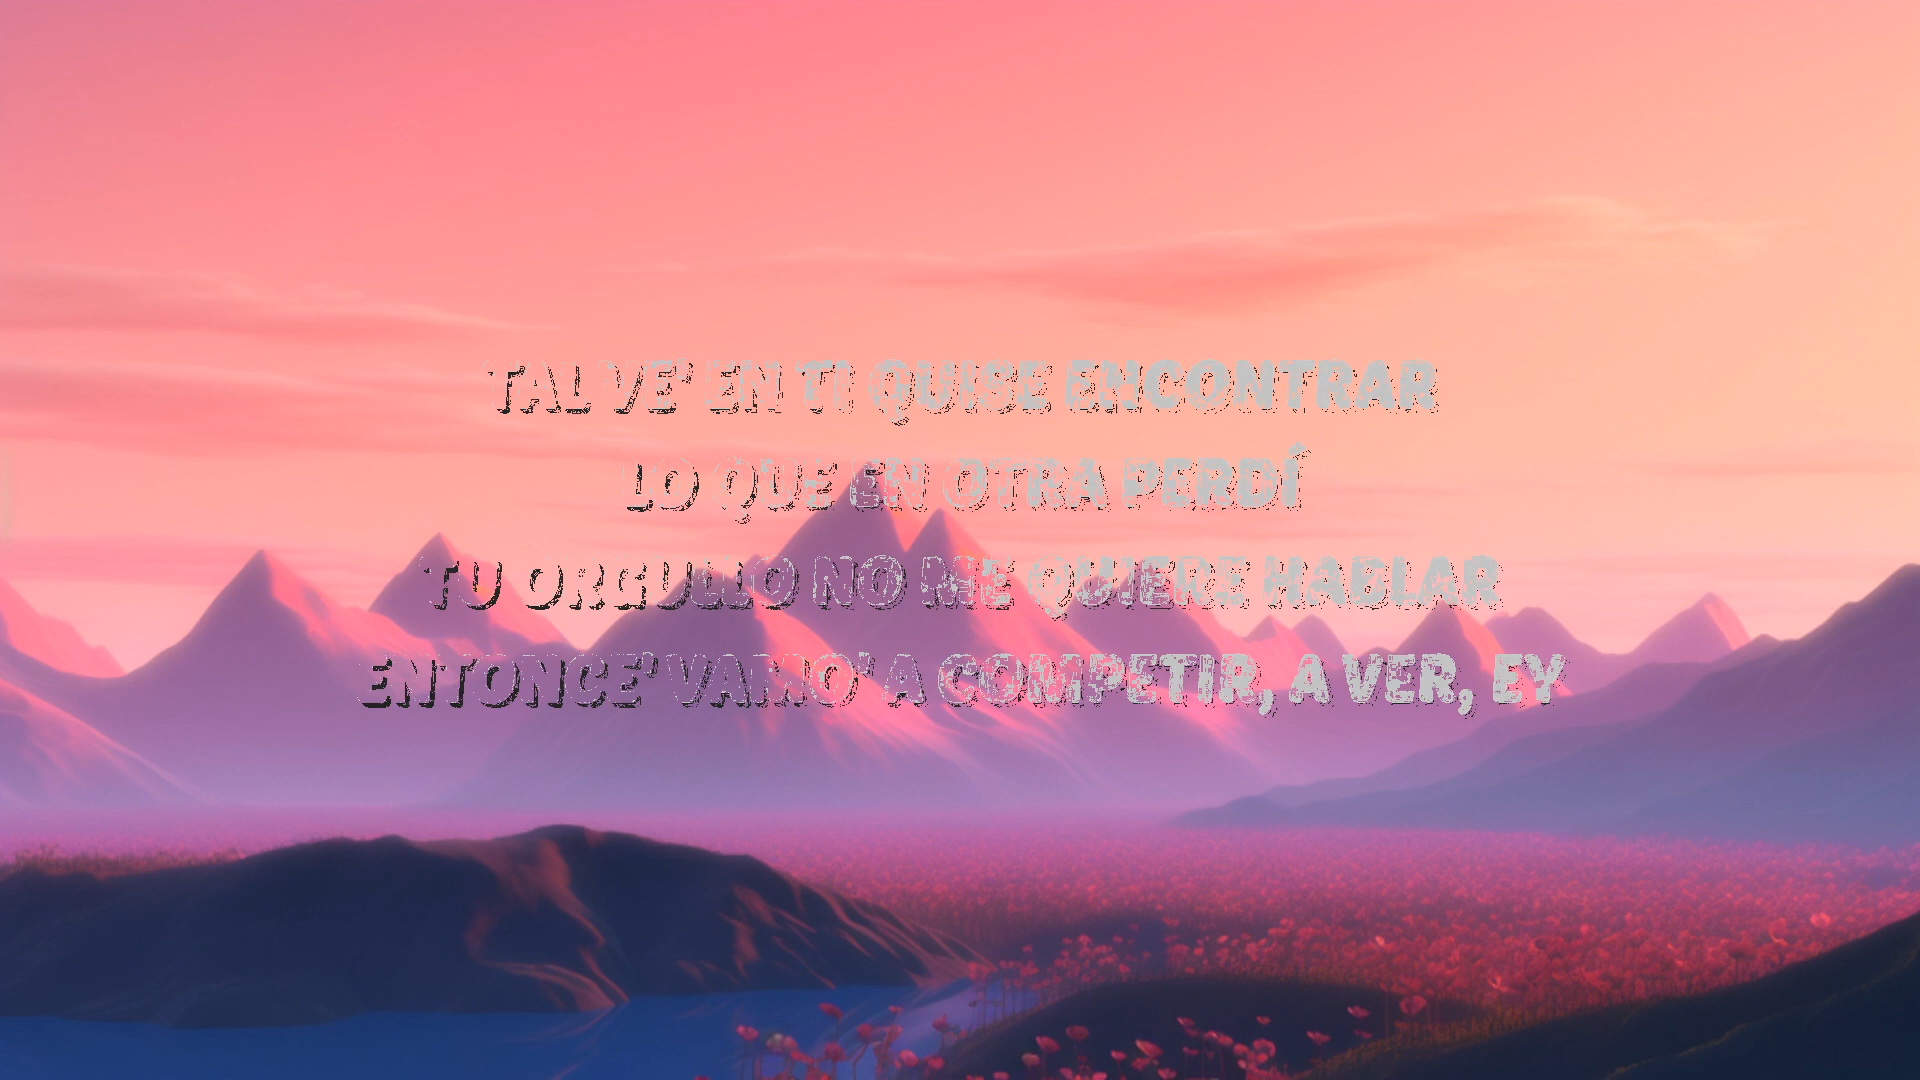 TAL VE' EN TI QUISE ENCONTRAR
LO QUE EN OTRA PERDÍ
TU ORGULLO NO ME QUIERE HABLAR
ENTONCE' VAMO' A COMPETIR, A VER, EY